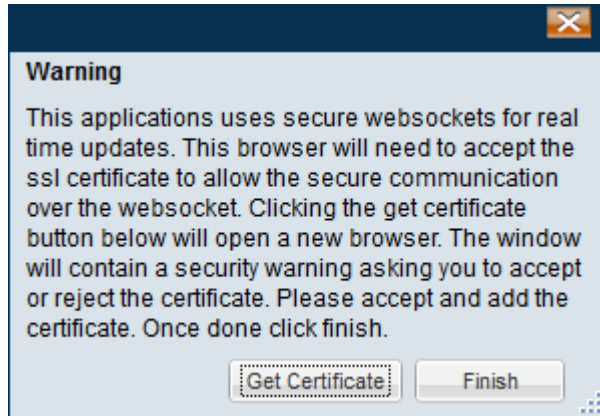 Warning
This applications uses secure websockets for real
time updates. This browser will need to accept the
ssl certificate to allow the secure communication
over the websocket. Clicking the get certificate
button below will open a new browser. The window
will contain a security warning asking you to accept
or reject the certificate. Please accept and add the
certificate. Once done click finish.
Get Certificate Finish